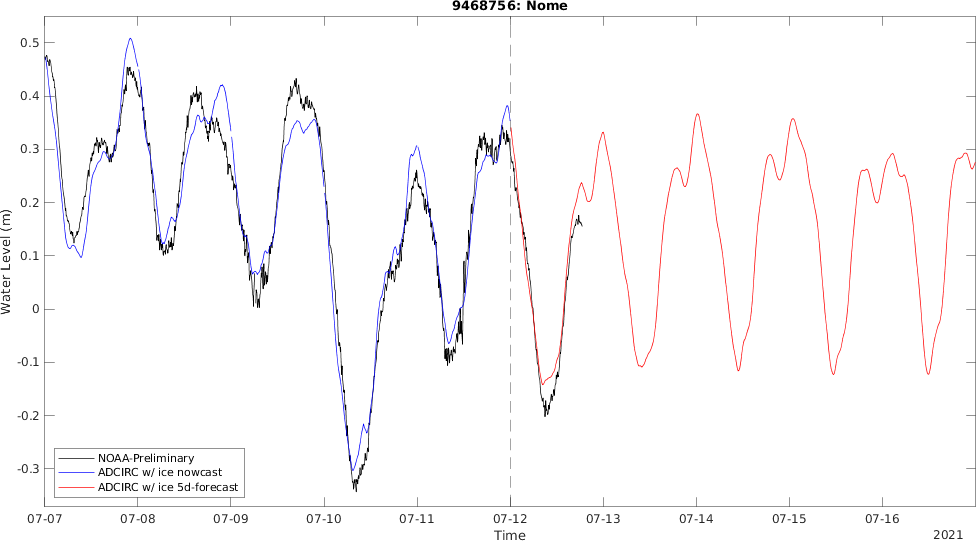 9468756: Nome
0.5
0.4
0.3
0.2
0.1
0
-0.1
-0.2
-0.3
Water Level (m)
NOAA-Preliminary
ADCIRC w/ ice nowcast
ADCIRC w/ ice 5d-forecast
07-07 07-08 07-09 07-10 07-11 07-12 07-13 07-14 07-15 07-16
Time
2021